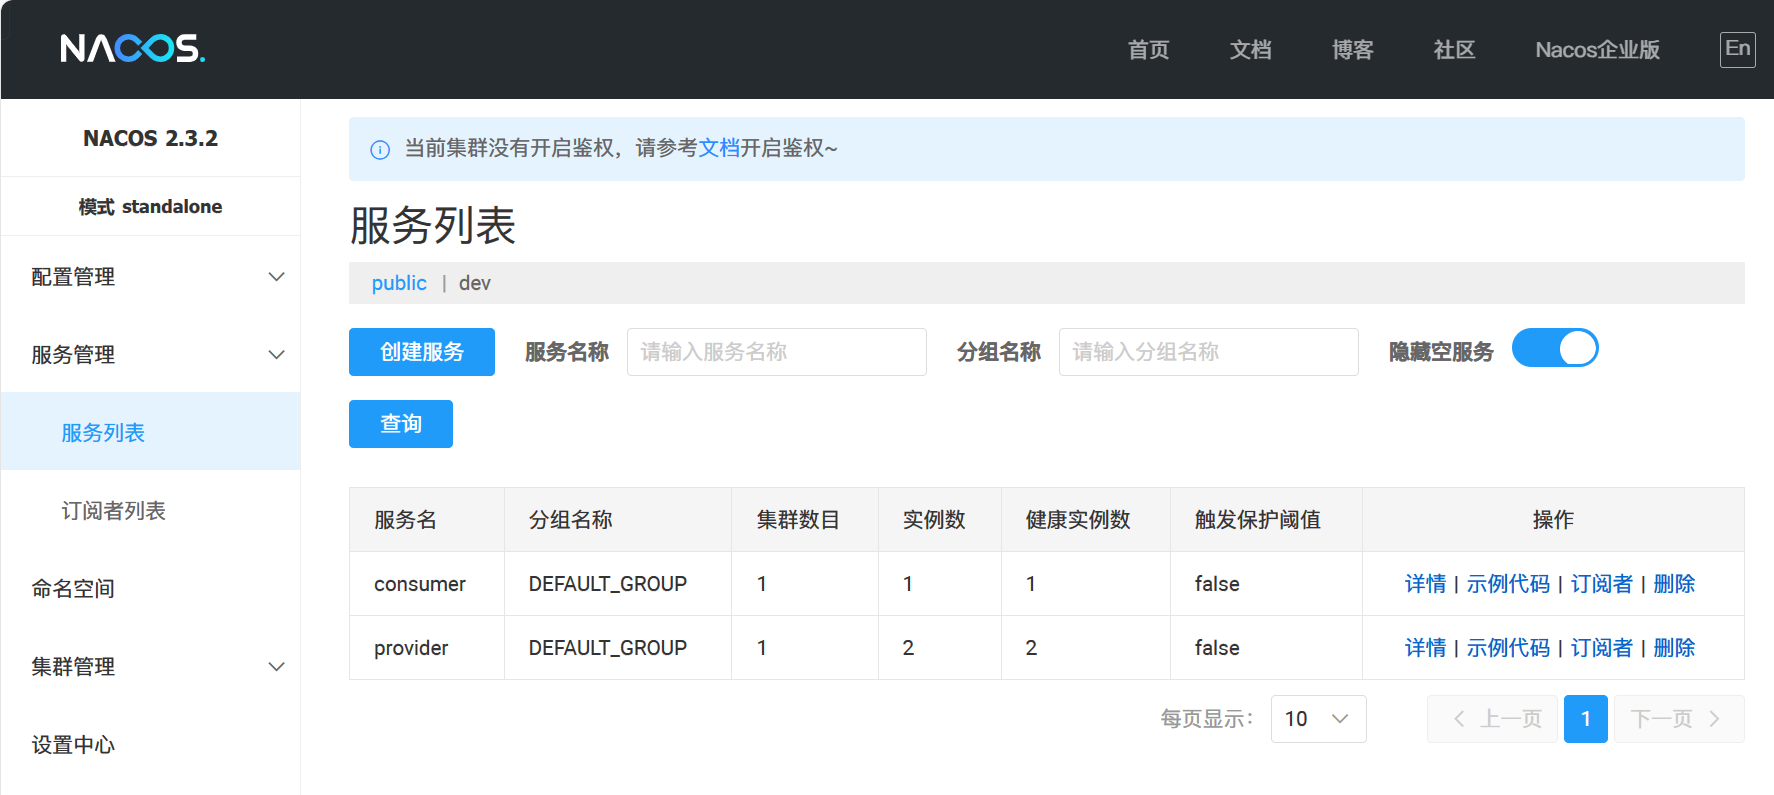 NACOS. 首页 文档 博客 社区 Nacos企业版 En
NACOS 2.3.2
模式 standalone
配置管理
服务管理
服务列表
订阅者列表
命名空间
集群管理
设置中心
当前集群没有开启鉴权，请参考文档开启鉴权~
服务列表
public | dev
创建服务 服务名称 请输入服务名称 分组名称 请输入分组名称 隐藏空服务
查询
服务名 分组名称 集群数目 实例数 健康实例数 触发保护阈值 操作
consumer DEFAULT_GROUP 1 1 1 false 详情 | 示例代码 | 订阅者 | 删除
provider DEFAULT_GROUP 1 2 2 false 详情 | 示例代码 | 订阅者 | 删除
每页显示： 10 上一页 1 下一页